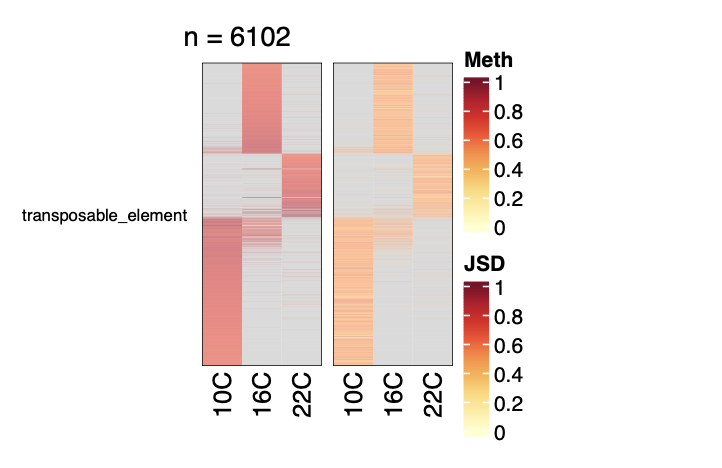 n = 6102
transposable_element
10C
16C
22C
10C
16C
22C
Meth
1
0.8
0.6
0.4
0.2
0
JSD
1
0.8
0.6
0.4
0.2
0